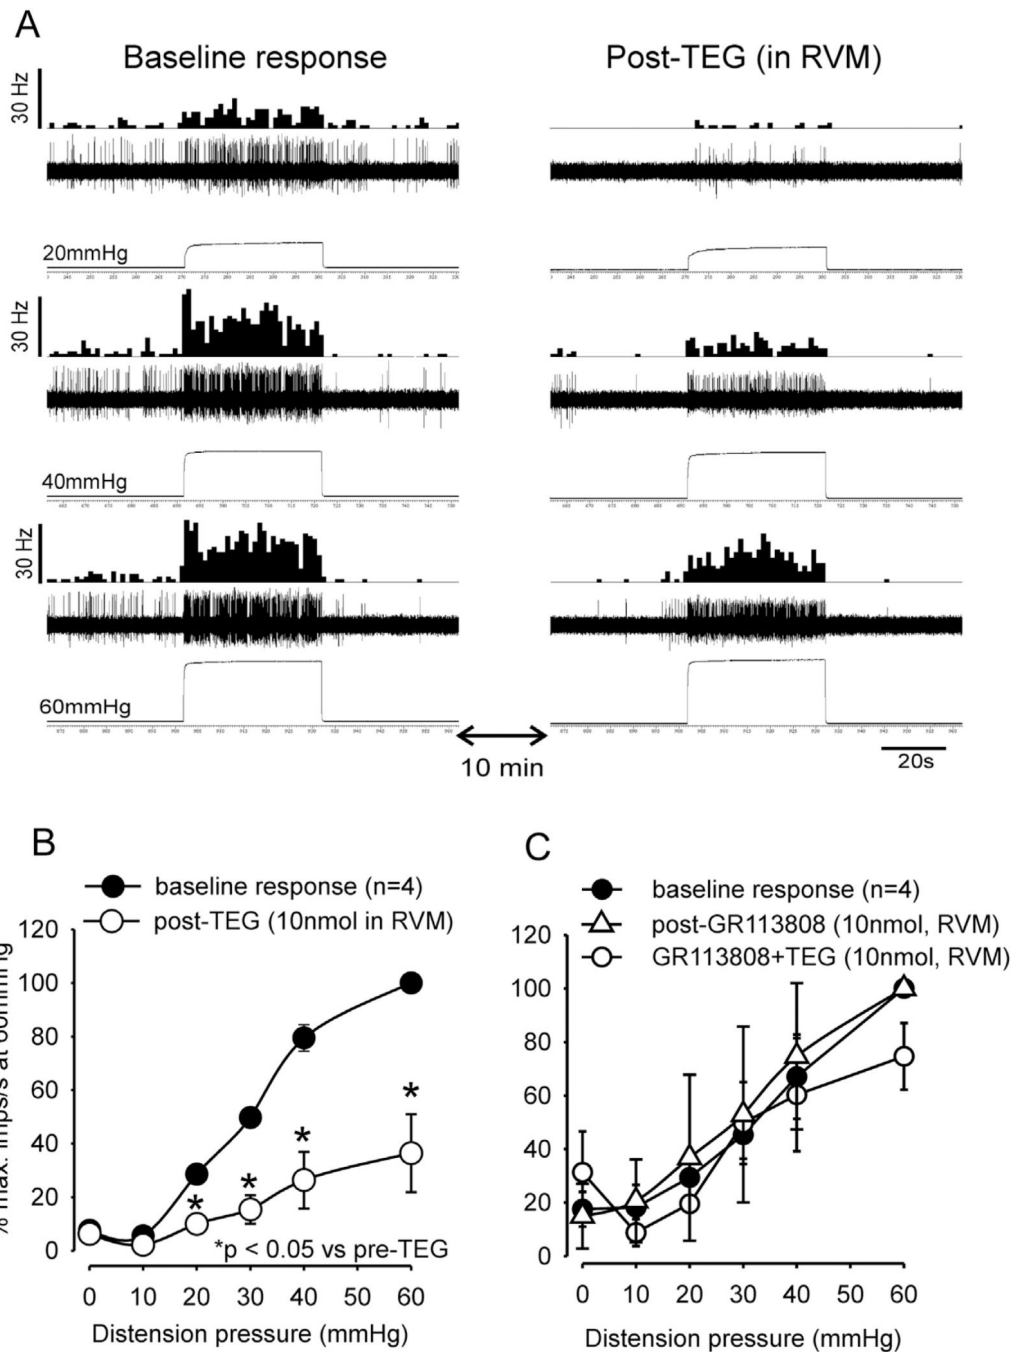 A
Baseline response
Post-TEG (in RVM)
30 Hz
20mmHg
30 Hz
40mmHg
30 Hz
60mmHg
10 min
20s
B
baseline response (n=4)
post-TEG (10nmol in RVM)
120
100
80
60
40
20
0
* * * *
*p < 0.05 vs pre-TEG
0 10 20 30 40 50 60
Distension pressure (mmHg)
C
baseline response (n=4)
post-GR113808 (10nmol, RVM)
GR113808+TEG (10nmol, RVM)
120
100
80
60
40
20
0
0 10 20 30 40 50 60
Distension pressure (mmHg)